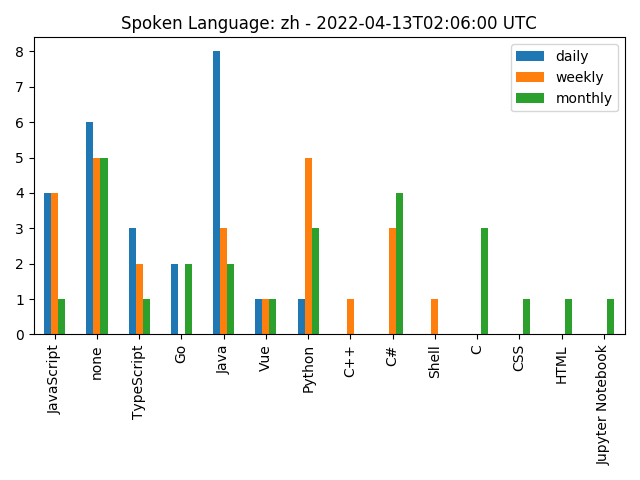 Spoken Language: zh - 2022-04-13T02:06:00 UTC
daily
weekly
monthly
8
7
6
5
4
3
2
1
0
JavaScript
none
TypeScript
Go
Java
Vue
Python
C++
C#
Shell
C
CSS
HTML
Jupyter Notebook